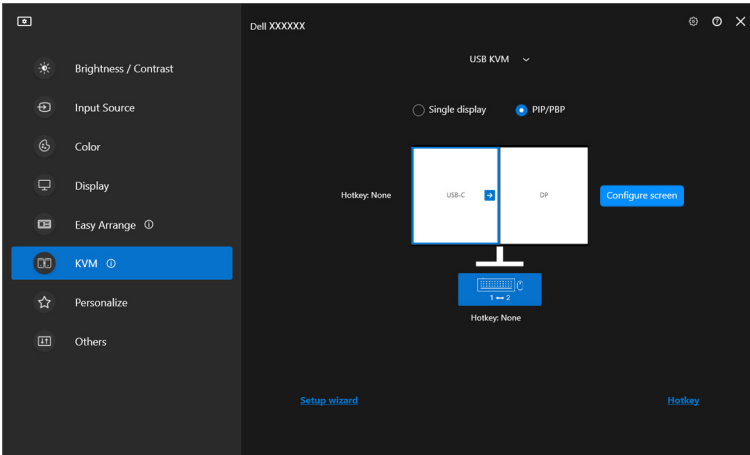 Dell XXXXXX
Brightness / Contrast
Input Source
Color
Display
Easy Arrange
KVM
Personalize
Others
USB KVM
Single display
PIP/PBP
Hotkey: None
USB-C
DP
Configure screen
1 ↔ 2
Hotkey: None
Setup wizard
Hotkey